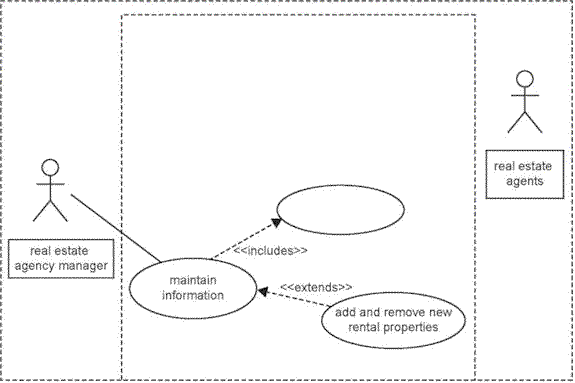 real estate
agents
real estate
agency manager
<<includes>>
maintain
information
<<extends>>
add and remove new
rental properties